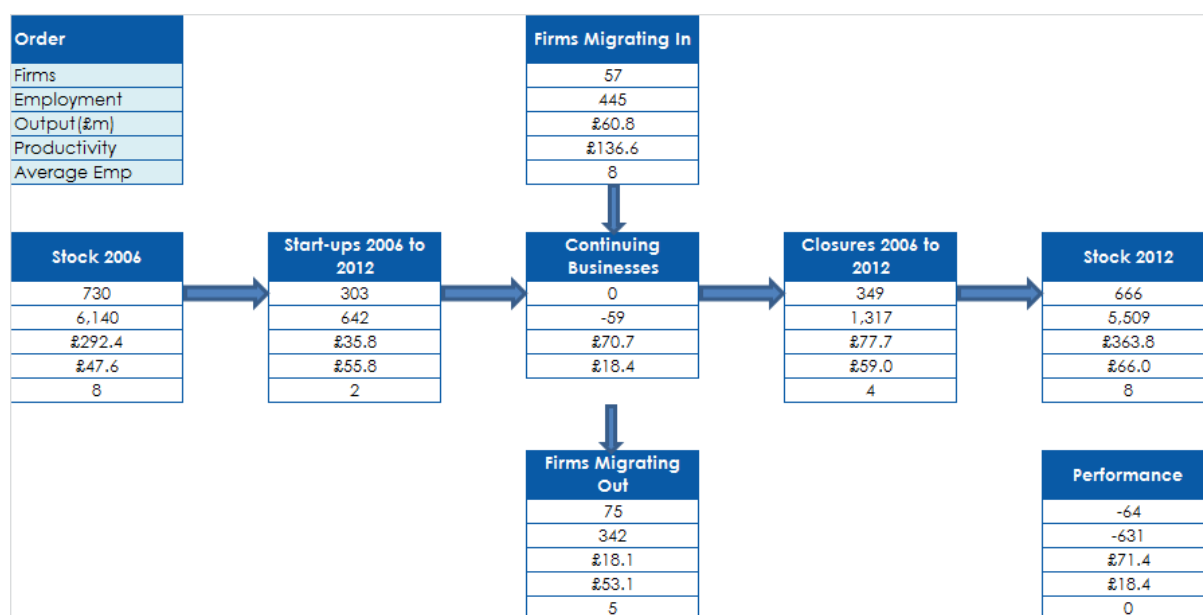 Order
Firms
Employment
Output(£m)
Productivity
Average Emp
Firms Migrating In
57
445
£60.8
£136.6
8
Stock 2006
730
6,140
£292.4
£47.6
8
Start-ups 2006 to
2012
303
642
£35.8
£55.8
2
Continuing
Businesses
0
-59
£70.7
£18.4
Closures 2006 to
2012
349
1,317
£77.7
£59.0
4
Stock 2012
666
5,509
£363.8
£66.0
8
Firms Migrating
Out
75
342
£18.1
£53.1
5
Performance
-64
-631
£71.4
£18.4
0